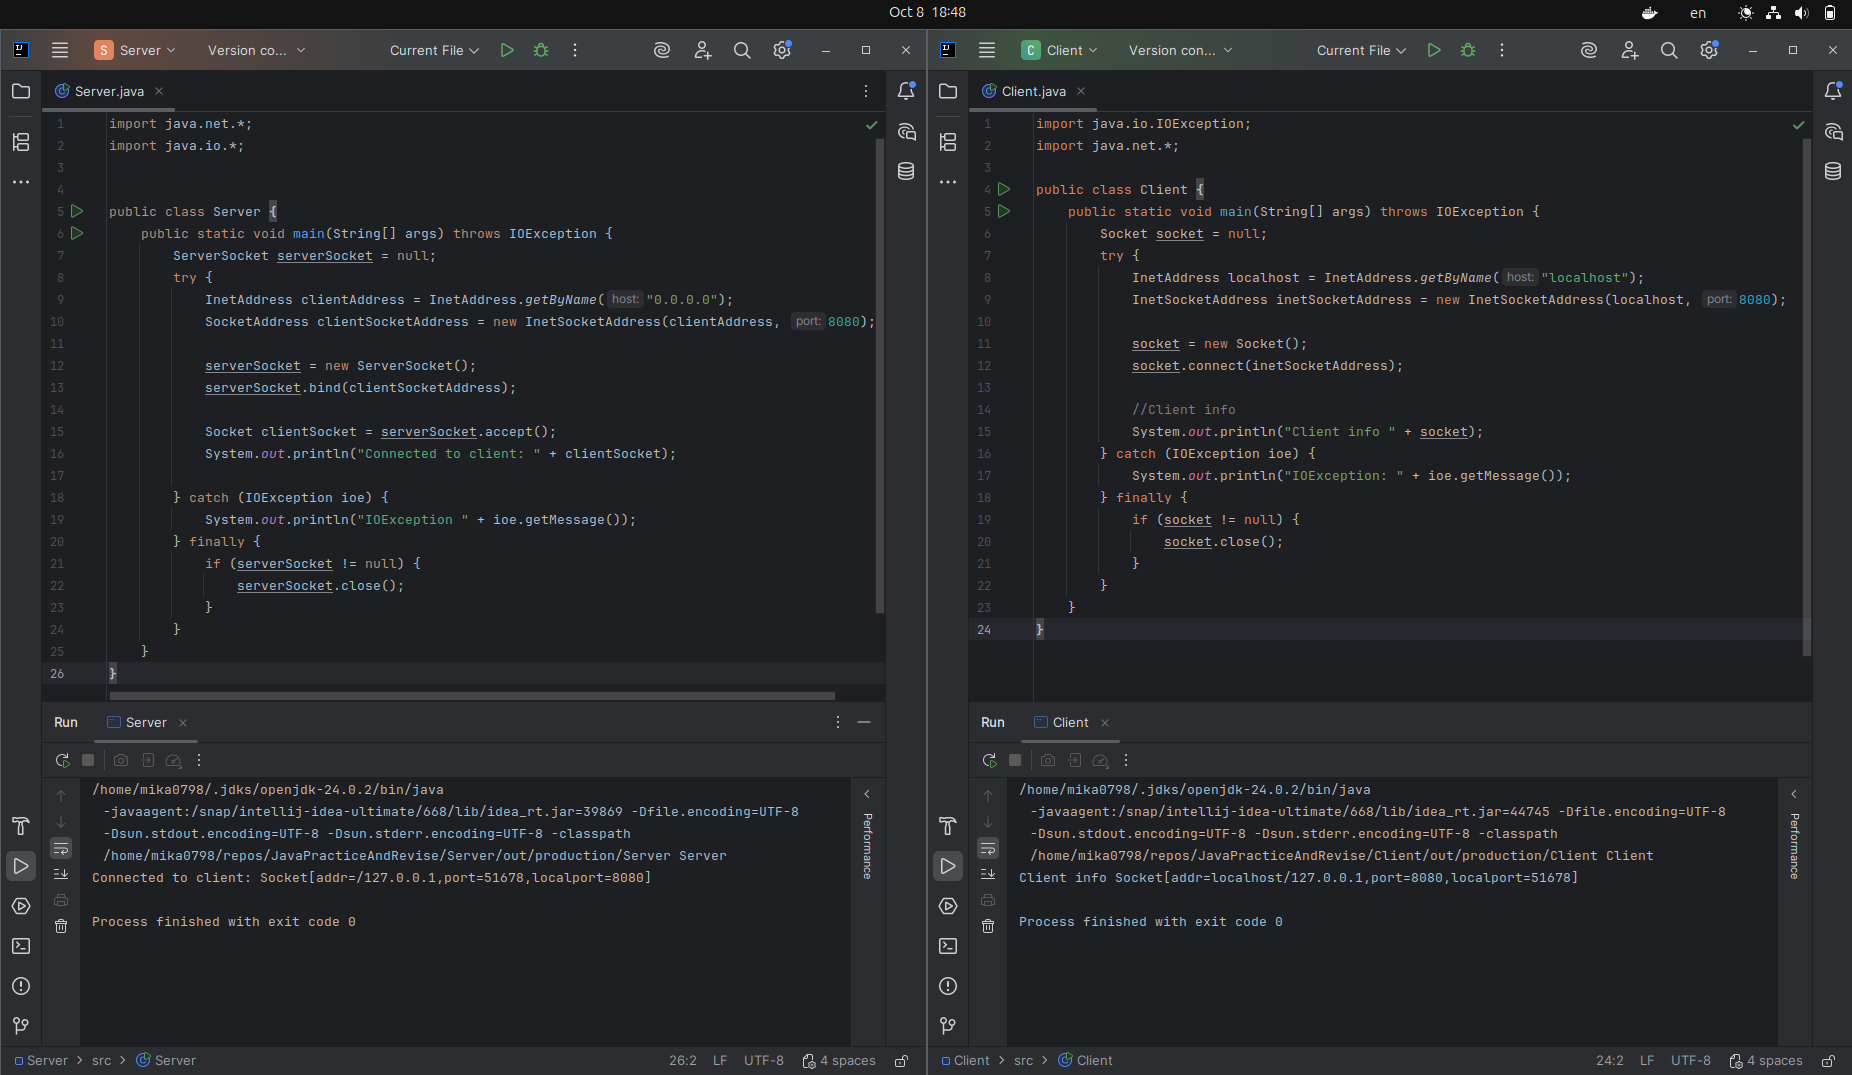 Oct 8 18:48
en
S Server Version co... Current File
Server.java
1 import java.net.*;
2 import java.io.*;
3
4
5 public class Server {
6 public static void main(String[] args) throws IOException {
7 ServerSocket serverSocket = null;
8 try {
9 InetAddress clientAddress = InetAddress.getByName( host: "0.0.0.0");
10 SocketAddress clientSocketAddress = new InetSocketAddress(clientAddress, port: 8080);
11
12 serverSocket = new ServerSocket();
13 serverSocket.bind(clientSocketAddress);
14
15 Socket clientSocket = serverSocket.accept();
16 System.out.println("Connected to client: " + clientSocket);
17
18 } catch (IOException ioe) {
19 System.out.println("IOException " + ioe.getMessage());
20 } finally {
21 if (serverSocket != null) {
22 serverSocket.close();
23 }
24 }
25 }
26 }
Run Server
/home/mika0798/.jdks/openjdk-24.0.2/bin/java
-javaagent:/snap/intellij-idea-ultimate/668/lib/idea_rt.jar=39869 -Dfile.encoding=UTF-8
-Dsun.stdout.encoding=UTF-8 -Dsun.stderr.encoding=UTF-8 -classpath
/home/mika0798/repos/JavaPracticeAndRevise/Server/out/production/Server Server
Connected to client: Socket[addr=/127.0.0.1,port=51678,localport=8080]
Process finished with exit code 0
Performance
Server > src > Server 26:2 LF UTF-8 4 spaces
C Client Version con... Current File
Client.java
1 import java.io.IOException;
2 import java.net.*;
3
4 public class Client {
5 public static void main(String[] args) throws IOException {
6 Socket socket = null;
7 try {
8 InetAddress localhost = InetAddress.getByName( host: "localhost");
9 InetSocketAddress inetSocketAddress = new InetSocketAddress(localhost, port: 8080);
10
11 socket = new Socket();
12 socket.connect(inetSocketAddress);
13
14 //Client info
15 System.out.println("Client info " + socket);
16 } catch (IOException ioe) {
17 System.out.println("IOException: " + ioe.getMessage());
18 } finally {
19 if (socket != null) {
20 socket.close();
21 }
22 }
23 }
24 }
Run Client
/home/mika0798/.jdks/openjdk-24.0.2/bin/java
-javaagent:/snap/intellij-idea-ultimate/668/lib/idea_rt.jar=44745 -Dfile.encoding=UTF-8
-Dsun.stdout.encoding=UTF-8 -Dsun.stderr.encoding=UTF-8 -classpath
/home/mika0798/repos/JavaPracticeAndRevise/Client/out/production/Client Client
Client info Socket[addr=localhost/127.0.0.1,port=8080,localport=51678]
Process finished with exit code 0
Performance
Client > src > Client 24:2 LF UTF-8 4 spaces